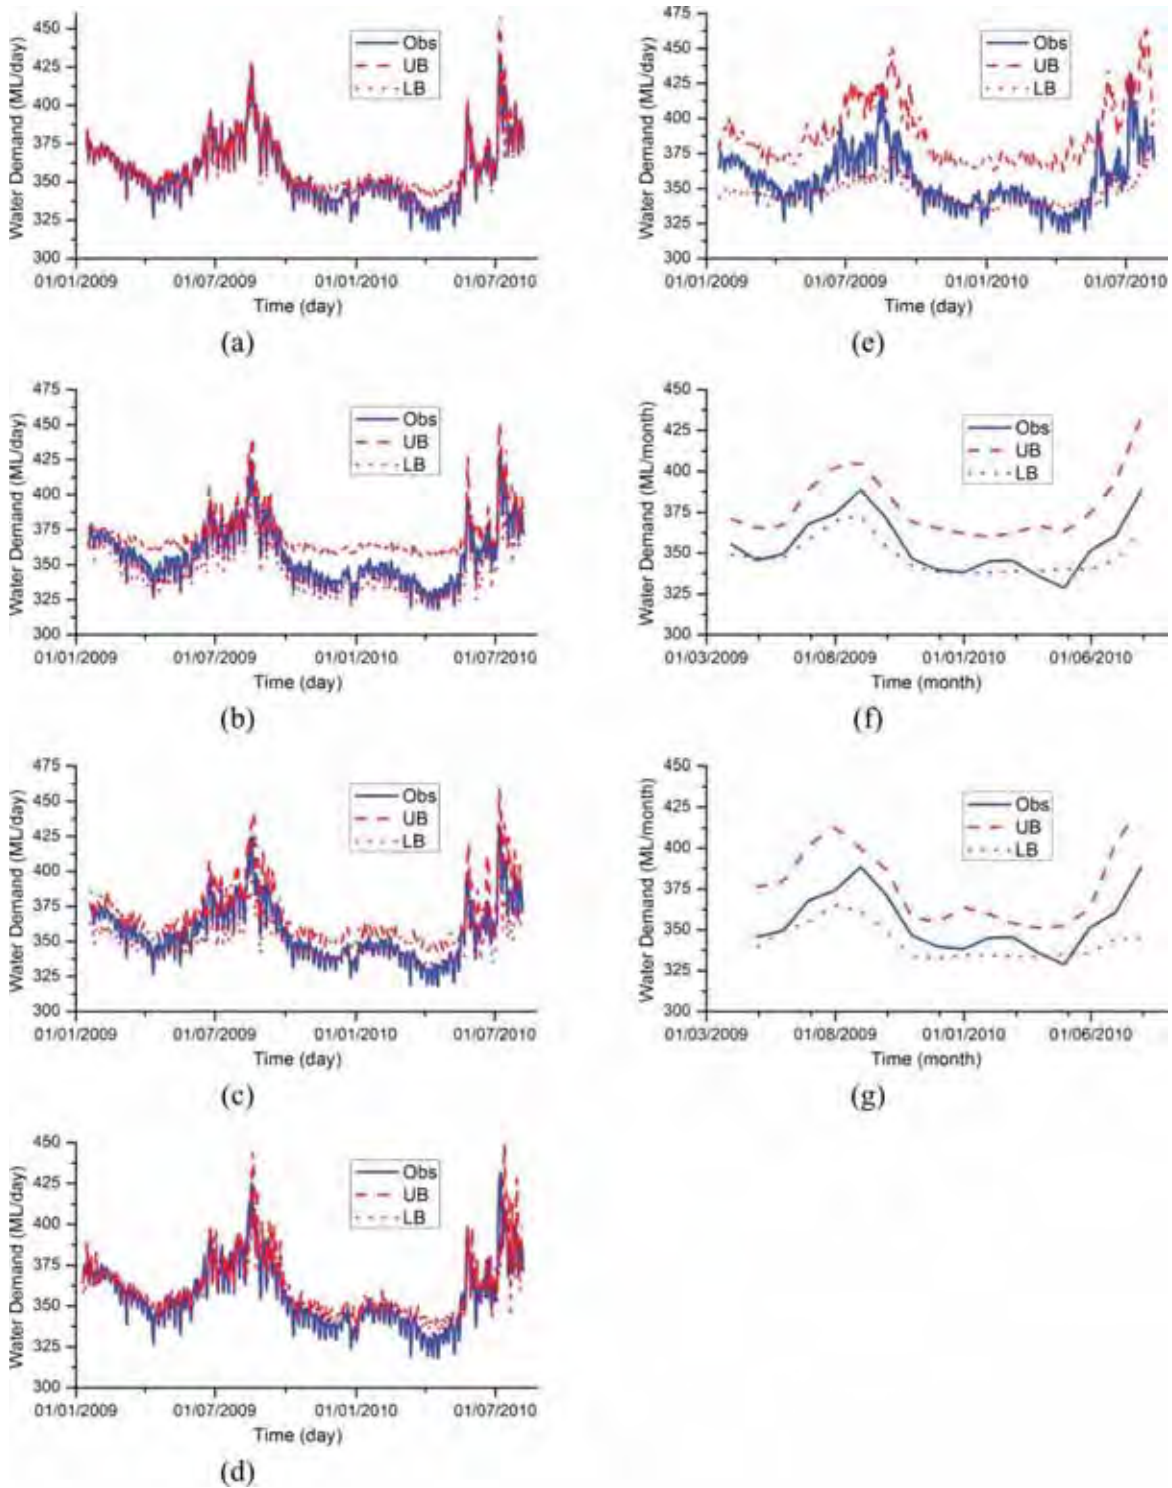 450
425
400
375
350
325
300
Water Demand (ML/day)
Obs
UB
LB
01/01/2009 01/07/2009 01/01/2010 01/07/2010
Time (day)
(a)
475
450
425
400
375
350
325
300
Water Demand (ML/day)
Obs
UB
LB
01/01/2009 01/07/2009 01/01/2010 01/07/2010
Time (day)
(e)
475
450
425
400
375
350
325
300
Water Demand (ML/day)
Obs
UB
LB
01/01/2009 01/07/2009 01/01/2010 01/07/2010
Time (day)
(b)
450
425
400
375
350
325
300
Water Demand (ML/month)
Obs
UB
LB
01/03/2009 01/08/2009 01/01/2010 01/06/2010
Time (month)
(f)
475
450
425
400
375
350
325
300
Water Demand (ML/day)
Obs
UB
LB
01/01/2009 01/07/2009 01/01/2010 01/07/2010
Time (day)
(c)
450
425
400
375
350
325
300
Water Demand (ML/month)
Obs
UB
LB
01/03/2009 01/08/2009 01/01/2010 01/06/2010
Time (month)
(g)
450
425
400
375
350
325
300
Water Demand (ML/day)
Obs
UB
LB
01/01/2009 01/07/2009 01/01/2010 01/07/2010
Time (day)
(d)